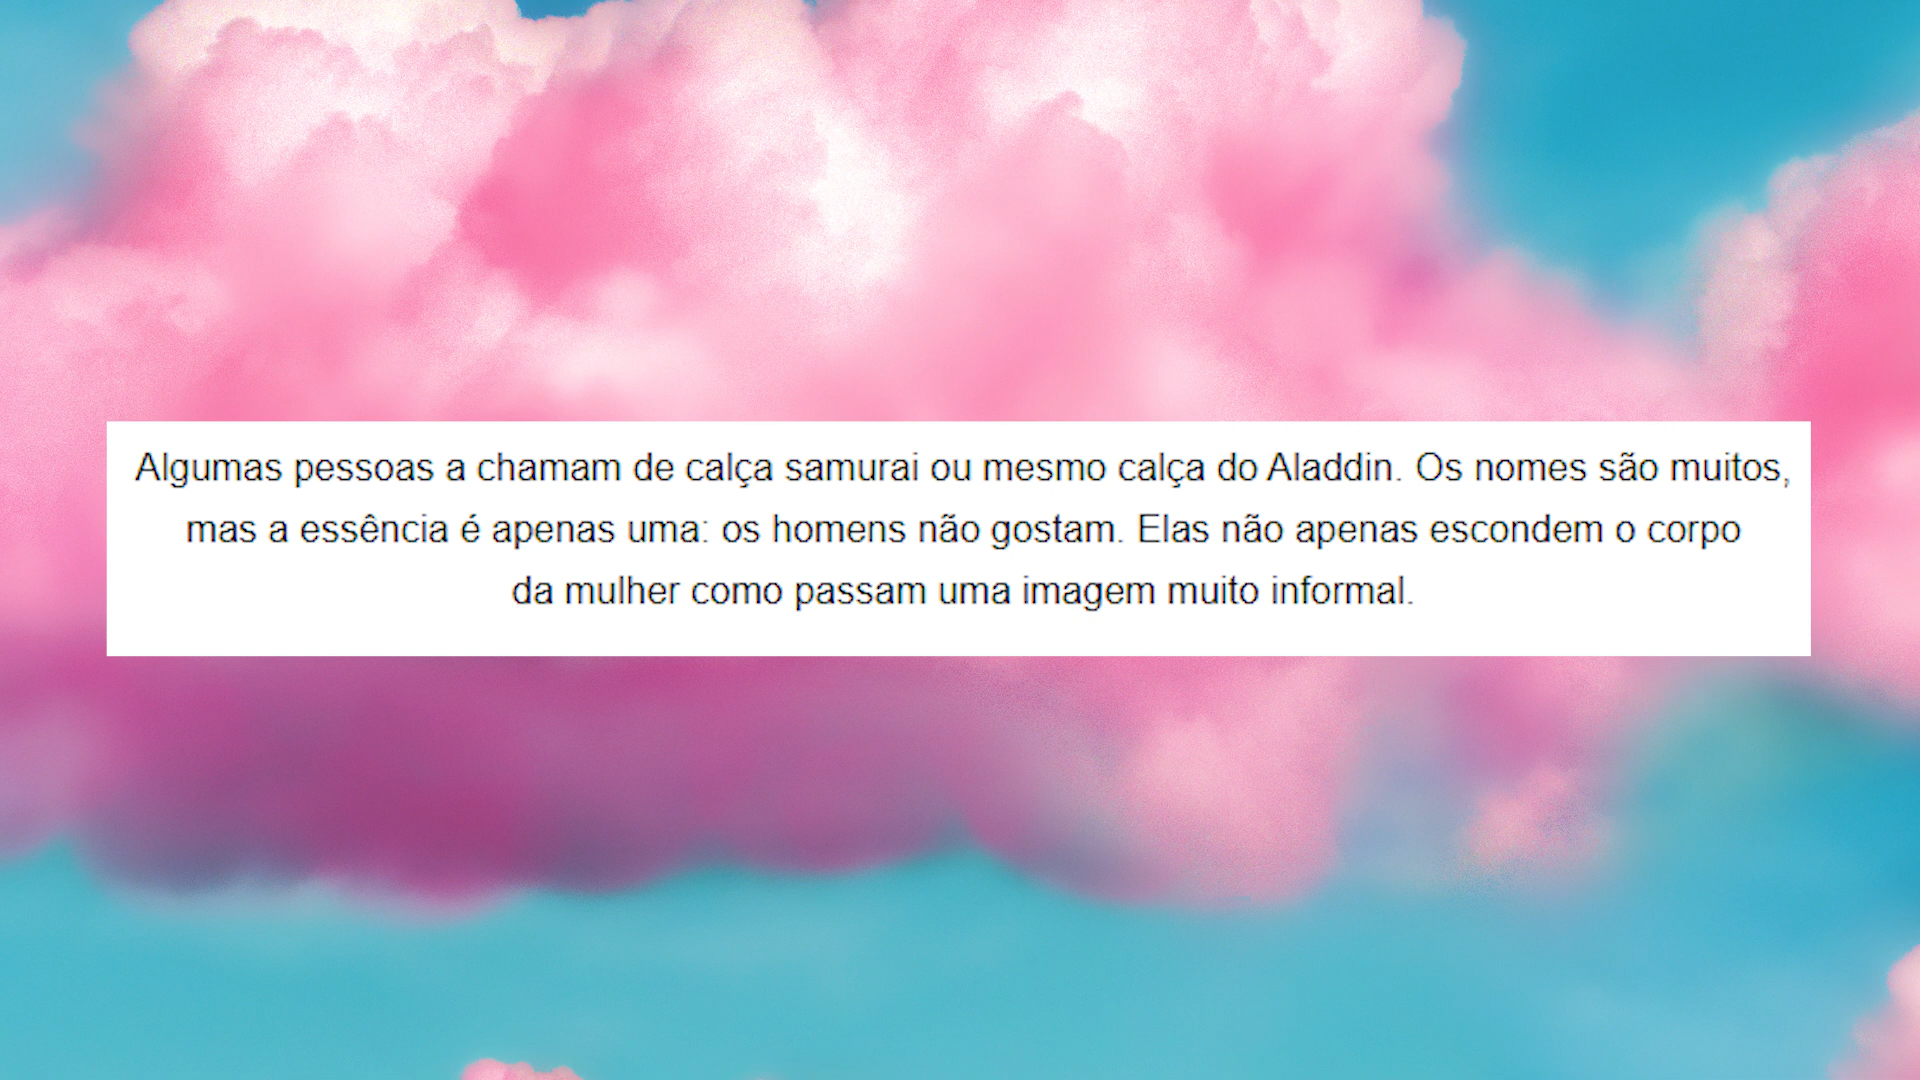 Algumas pessoas a chamam de calça samurai ou mesmo calça do Aladdin. Os nomes são muitos,
mas a essência é apenas uma: os homens não gostam. Elas não apenas escondem o corpo
da mulher como passam uma imagem muito informal.